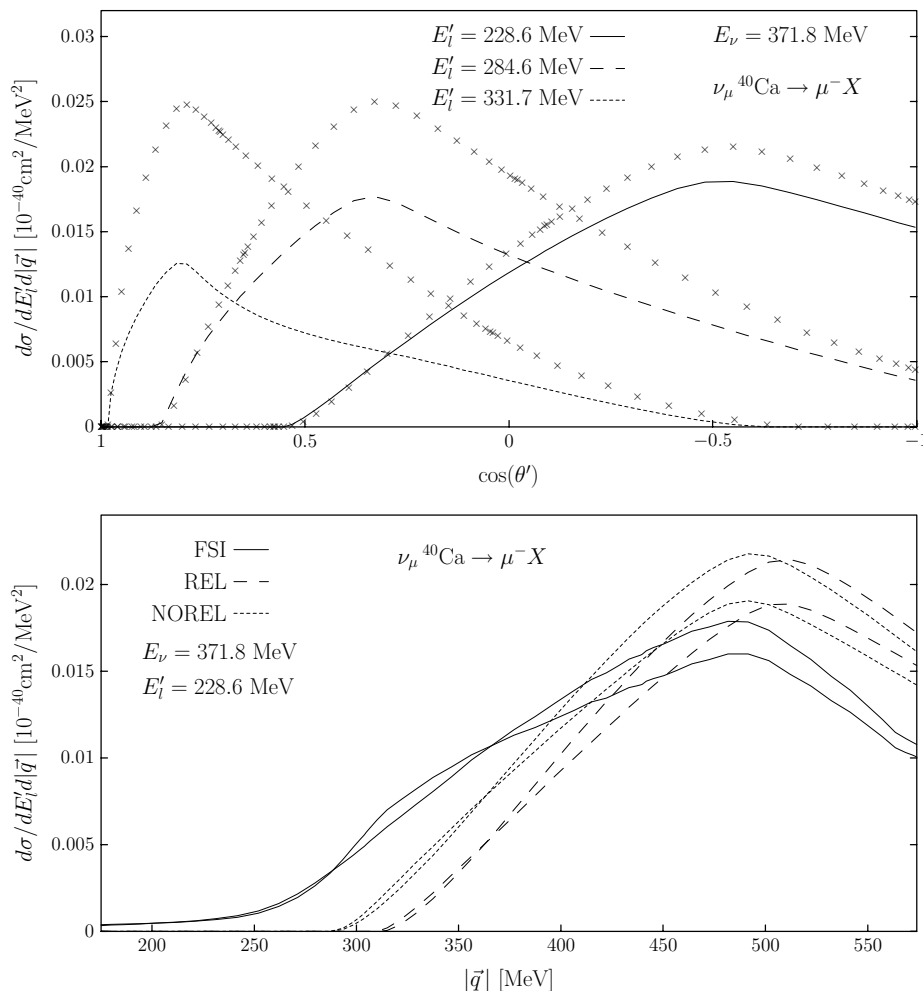 dσ/dE′_l d|q⃗| [10⁻⁴⁰cm²/MeV²]
0.03
0.025
0.02
0.015
0.01
0.005
0
E′_l = 228.6 MeV
E′_l = 284.6 MeV
E′_l = 331.7 MeV
E_ν = 371.8 MeV
ν_μ ⁴⁰Ca → μ⁻X
1 0.5 0 −0.5 -1
cos(θ′)
dσ/dE′_l d|q⃗| [10⁻⁴⁰cm²/MeV²]
0.02
0.015
0.01
0.005
0
FSI
REL
NOREL
E_ν = 371.8 MeV
E′_l = 228.6 MeV
ν_μ ⁴⁰Ca → μ⁻X
200 250 300 350 400 450 500 550
|q⃗| [MeV]